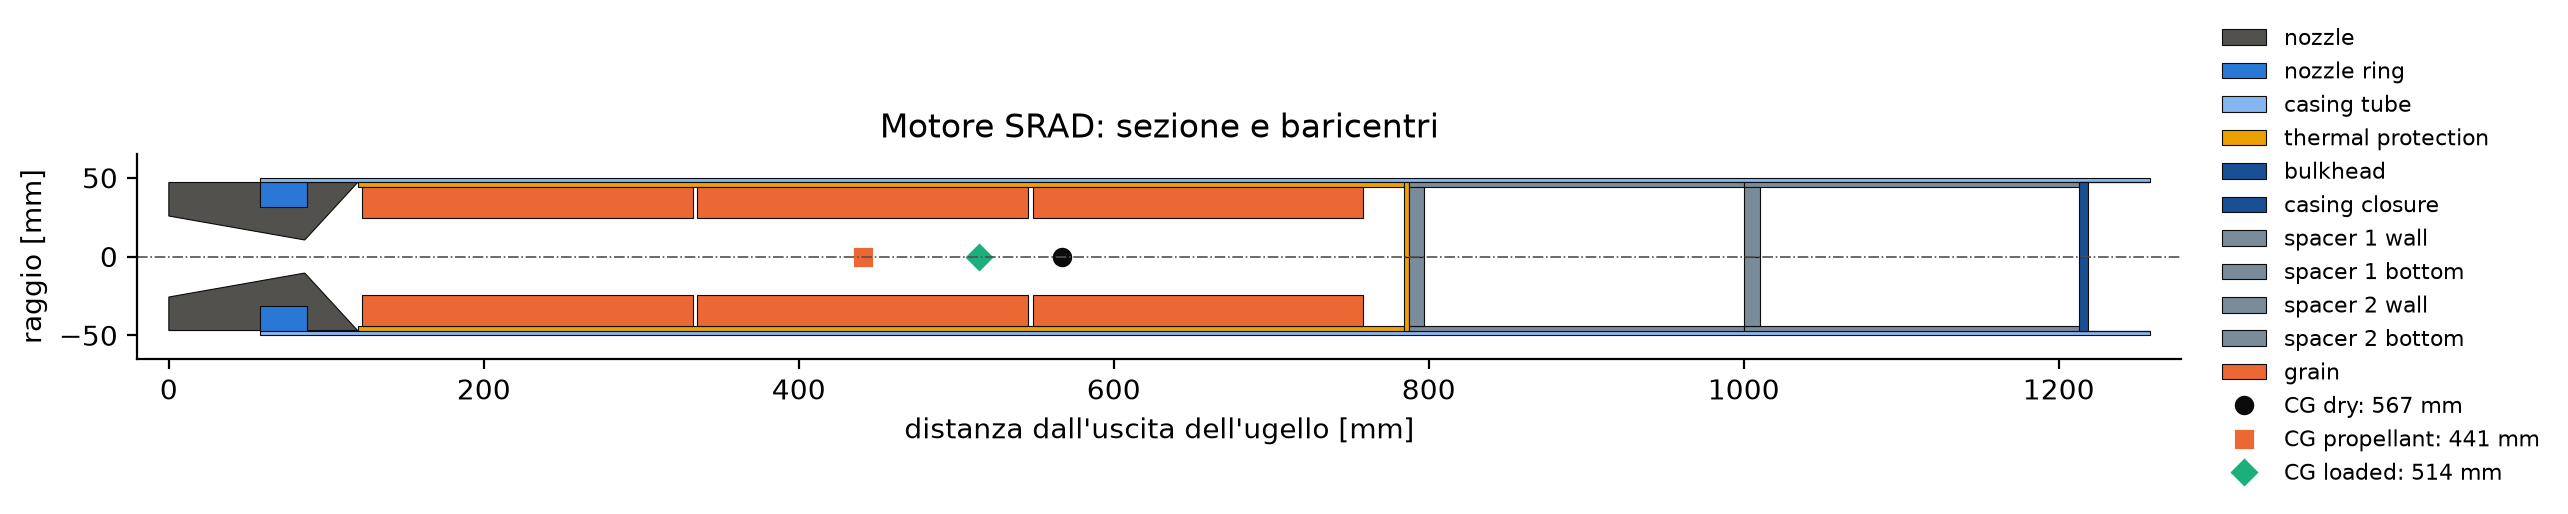 Motore SRAD: sezione e baricentri
raggio [mm]
50
0
−50
0
200
400
600
800
1000
1200
distanza dall'uscita dell'ugello [mm]
nozzle
nozzle ring
casing tube
thermal protection
bulkhead
casing closure
spacer 1 wall
spacer 1 bottom
spacer 2 wall
spacer 2 bottom
grain
CG dry: 567 mm
CG propellant: 441 mm
CG loaded: 514 mm